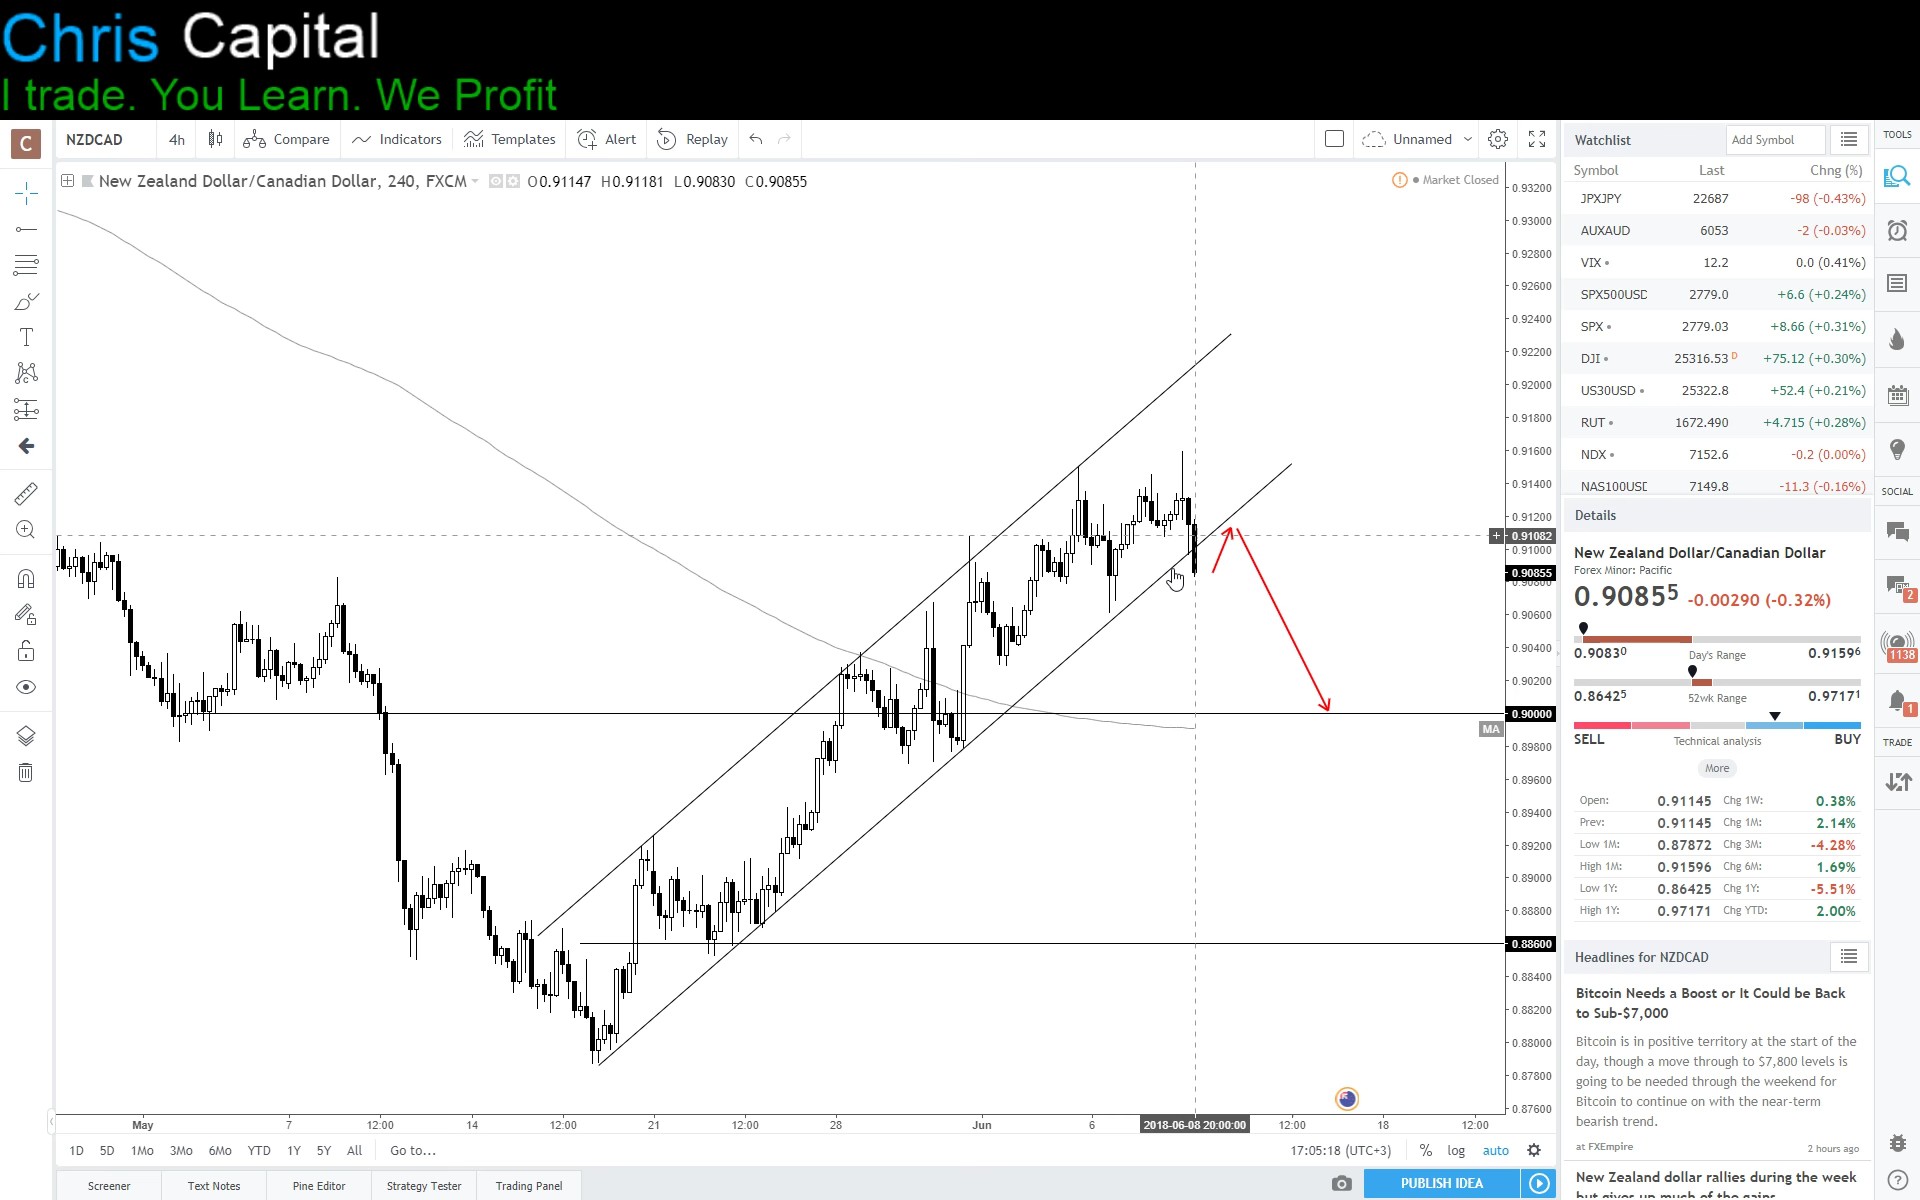 Chris Capital
I trade. You Learn. We Profit
C
NZDCAD 4h Compare Indicators Templates Alert Replay Unnamed
New Zealand Dollar/Canadian Dollar, 240, FXCM O0.91147 H0.91181 L0.90830 C0.90855
Market Closed
0.93200
0.93000
0.92800
0.92600
0.92400
0.92200
0.92000
0.91800
0.91600
0.91400
0.91200
0.91082
0.91000
0.90855
0.90600
0.90400
0.90200
0.90000
MA
0.89800
0.89600
0.89400
0.89200
0.89000
0.88800
0.88600
0.88400
0.88200
0.88000
0.87800
0.87600
May 7 12:00 14 12:00 21 12:00 28 Jun 6 2018-06-08 20:00:00 12:00 18 12:00
1D 5D 1Mo 3Mo 6Mo YTD 1Y 5Y All Go to... 17:05:18 (UTC+3) % log auto
Screener Text Notes Pine Editor Strategy Tester Trading Panel PUBLISH IDEA
Watchlist Add Symbol
Symbol Last Chng (%)
JPXJPY 22687 -98 (-0.43%)
AUXAUD 6053 -2 (-0.03%)
VIX 12.2 0.0 (0.41%)
SPX500USD 2779.0 +6.6 (+0.24%)
SPX 2779.03 +8.66 (+0.31%)
DJI 25316.53 D +75.12 (+0.30%)
US30USD 25322.8 +52.4 (+0.21%)
RUT 1672.490 +4.715 (+0.28%)
NDX 7152.6 -0.2 (0.00%)
NAS100USD 7149.8 -11.3 (-0.16%)
Details
New Zealand Dollar/Canadian Dollar
Forex Minor: Pacific
0.90855 -0.00290 (-0.32%)
0.90830 Day's Range 0.91596
0.86425 52wk Range 0.97171
SELL Technical analysis BUY
More
Open: 0.91145 Chg 1W: 0.38%
Prev: 0.91145 Chg 1M: 2.14%
Low 1M: 0.87872 Chg 3M: -4.28%
High 1M: 0.91596 Chg 6M: 1.69%
Low 1Y: 0.86425 Chg 1Y: -5.51%
High 1Y: 0.97171 Chg YTD: 2.00%
Headlines for NZDCAD
Bitcoin Needs a Boost or It Could be Back
to Sub-$7,000
Bitcoin is in positive territory at the start of the
day, though a move through to $7,800 levels is
going to be needed through the weekend for
Bitcoin to continue on with the near-term
bearish trend.
at FXEmpire 2 hours ago
New Zealand dollar rallies during the week
but gives up much of the gains
TOOLS
SOCIAL
2
1138
1
TRADE